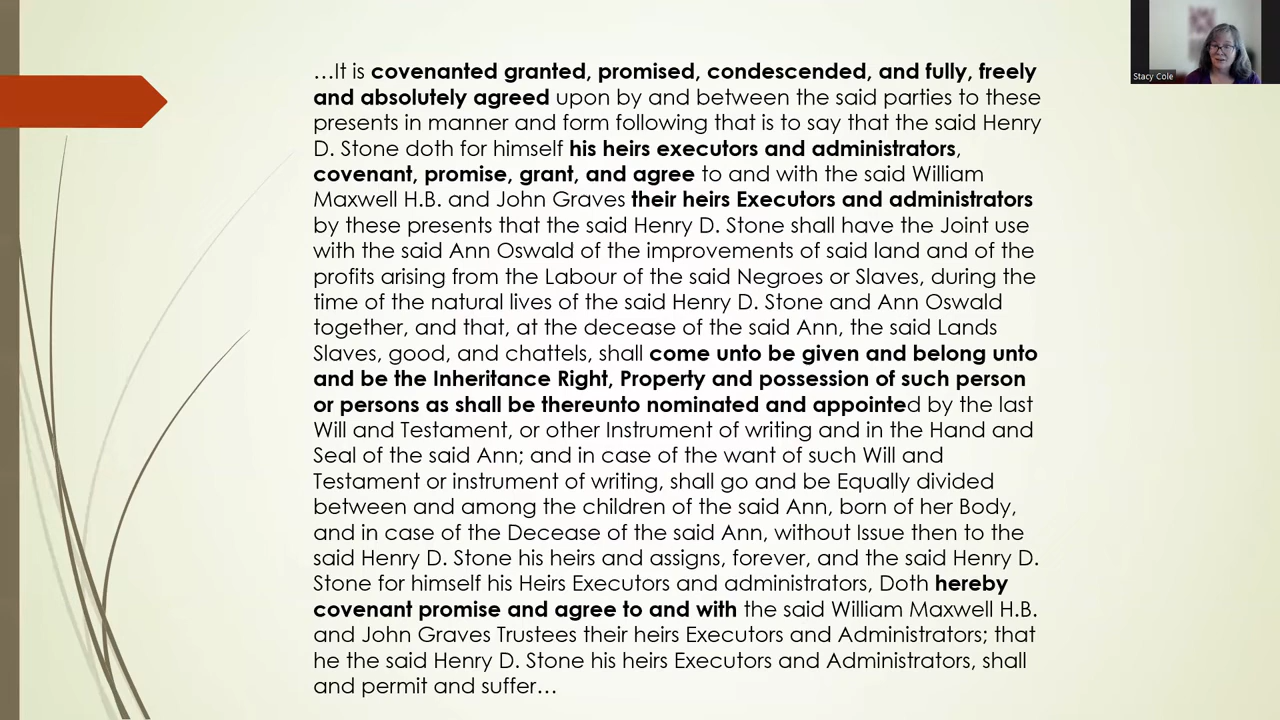 …It is covenanted granted, promised, condescended, and fully, freely
and absolutely agreed upon by and between the said parties to these
presents in manner and form following that is to say that the said Henry
D. Stone doth for himself his heirs executors and administrators,
covenant, promise, grant, and agree to and with the said William
Maxwell H.B. and John Graves their heirs Executors and administrators
by these presents that the said Henry D. Stone shall have the Joint use
with the said Ann Oswald of the improvements of said land and of the
profits arising from the Labour of the said Negroes or Slaves, during the
time of the natural lives of the said Henry D. Stone and Ann Oswald
together, and that, at the decease of the said Ann, the said Lands
Slaves, good, and chattels, shall come unto be given and belong unto
and be the Inheritance Right, Property and possession of such person
or persons as shall be thereunto nominated and appointed by the last
Will and Testament, or other Instrument of writing and in the Hand and
Seal of the said Ann; and in case of the want of such Will and
Testament or instrument of writing, shall go and be Equally divided
between and among the children of the said Ann, born of her Body,
and in case of the Decease of the said Ann, without Issue then to the
said Henry D. Stone his heirs and assigns, forever, and the said Henry D.
Stone for himself his Heirs Executors and administrators, Doth hereby
covenant promise and agree to and with the said William Maxwell H.B.
and John Graves Trustees their heirs Executors and Administrators; that
he the said Henry D. Stone his heirs Executors and Administrators, shall
and permit and suffer…
Stacy Cole